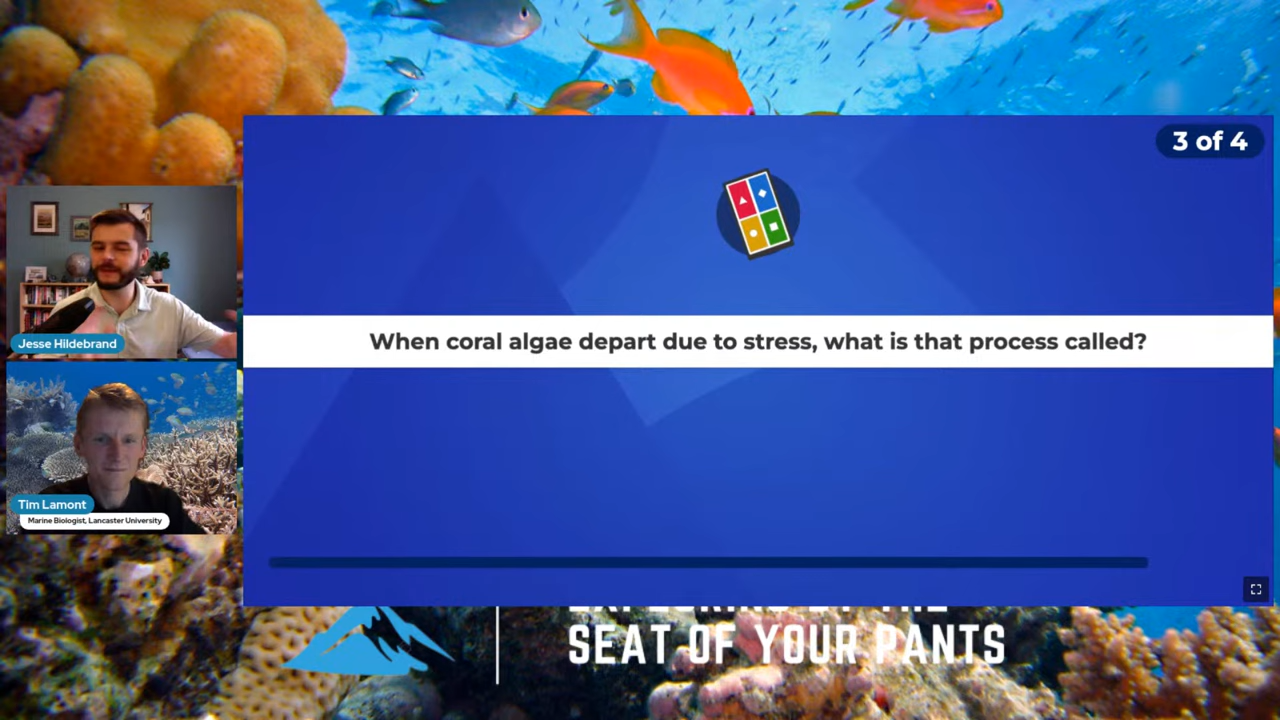 3 of 4
When coral algae depart due to stress, what is that process called?
Jesse Hildebrand
Tim Lamont
Marine Biologist, Lancaster University
SEAT OF YOUR PANTS